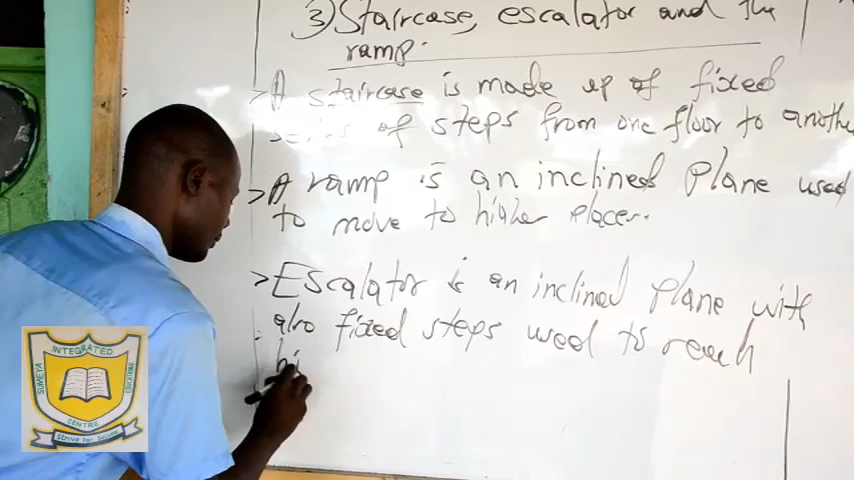 3) Staircase, escalator and the
ramp.
> A staircase is made up of fixed
series of steps from one floor to another
> A ramp is an inclined plane used
to move to higher places.
> Escalator is an inclined plane with
also fixed steps used to reach
hi
SUMEYA
INTEGRATED
EDUCATIONAL
CENTRE